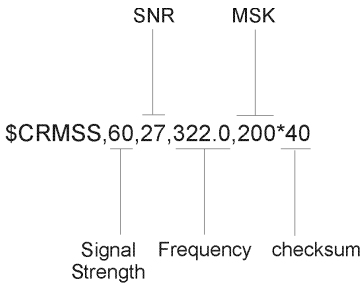 SNR MSK
$CRMSS,60,27,322.0,200*40
Signal Strength Frequency checksum